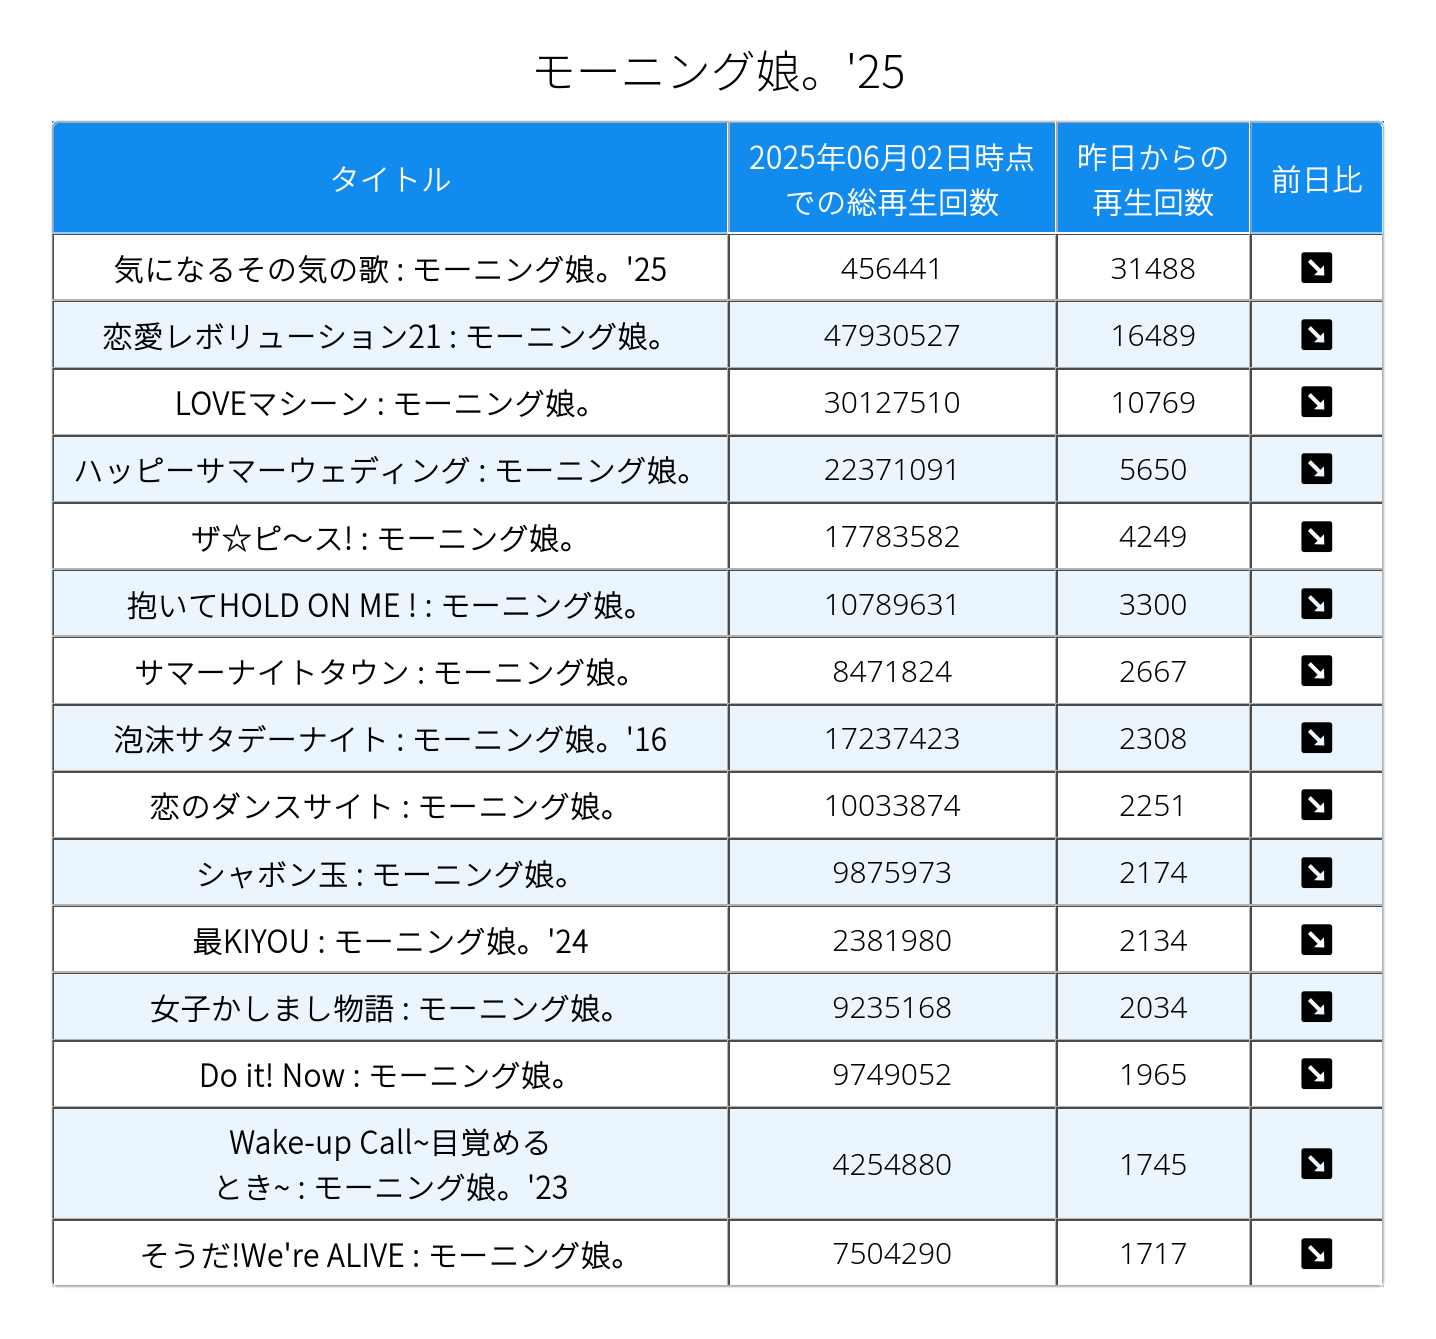 モーニング娘。'25
タイトル
2025年06月02日時点
での総再生回数
昨日からの
再生回数
前日比
気になるその気の歌 : モーニング娘。'25 456441 31488 ↘
恋愛レボリューション21 : モーニング娘。 47930527 16489 ↘
LOVEマシーン : モーニング娘。 30127510 10769 ↘
ハッピーサマーウェディング : モーニング娘。 22371091 5650 ↘
ザ☆ピ〜ス! : モーニング娘。 17783582 4249 ↘
抱いてHOLD ON ME ! : モーニング娘。 10789631 3300 ↘
サマーナイトタウン : モーニング娘。 8471824 2667 ↘
泡沫サタデーナイト : モーニング娘。'16 17237423 2308 ↘
恋のダンスサイト : モーニング娘。 10033874 2251 ↘
シャボン玉 : モーニング娘。 9875973 2174 ↘
最KIYOU : モーニング娘。'24 2381980 2134 ↘
女子かしまし物語 : モーニング娘。 9235168 2034 ↘
Do it! Now : モーニング娘。 9749052 1965 ↘
Wake-up Call~目覚める
とき~ : モーニング娘。'23 4254880 1745 ↘
そうだ!We're ALIVE : モーニング娘。 7504290 1717 ↘